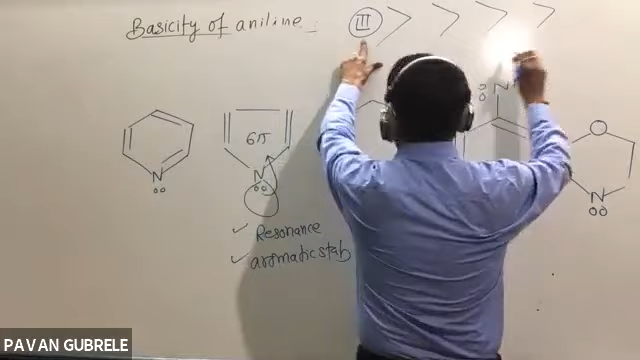 Basicity of aniline : III > > > >
6π
N
N
N
N
✓ Resonance
✓ aromatic stab
PAVAN GUBRELE